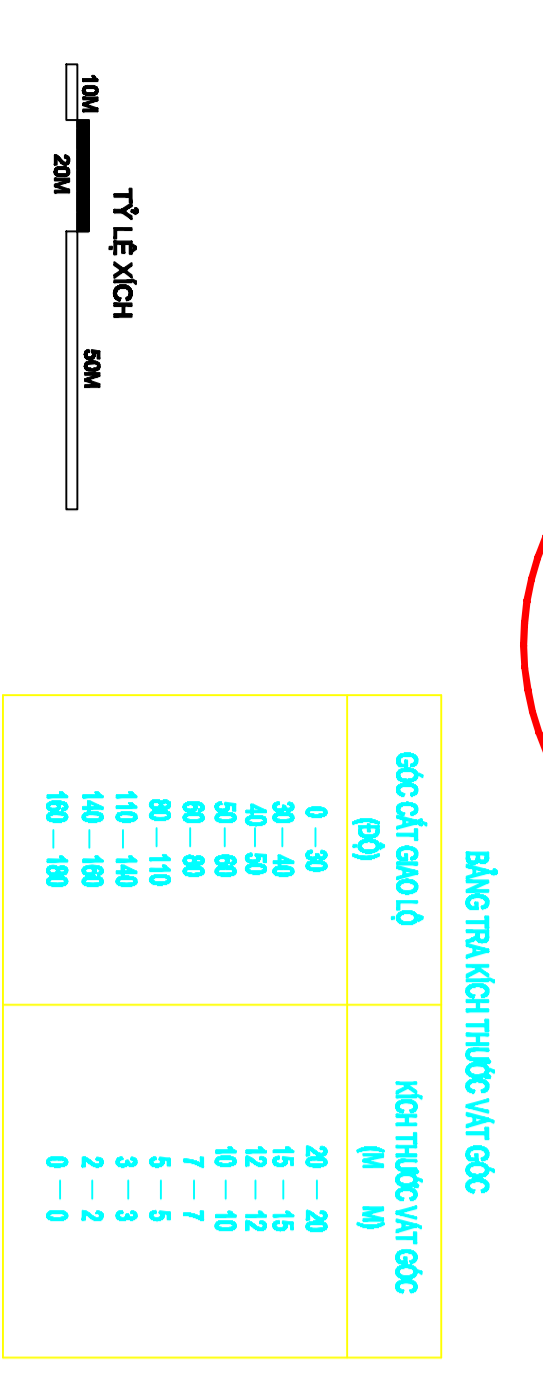 TỶ LỆ XÍCH
10M
20M
50M
BẢNG TRA KÍCH THƯỚC VÁT GÓC
GÓC CẮT GIAO LỘ KÍCH THƯỚC VÁT GÓC
(ĐỘ) (M M)
0 — 30 20 — 20
30 — 40 15 — 15
40 — 50 12 — 12
50 — 60 10 — 10
60 — 80 7 — 7
80 — 110 5 — 5
110 — 140 3 — 3
140 — 160 2 — 2
160 — 180 0 — 0